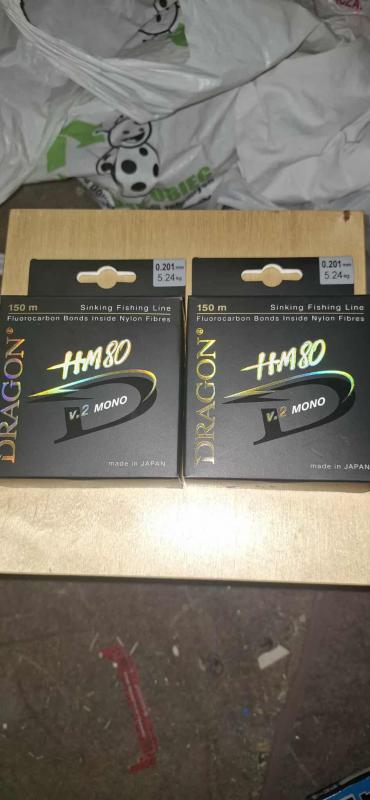 OBIEG
0.201 mm
5.24 kg
150 m Sinking Fishing Line
Fluorocarbon Bonds Inside Nylon Fibres
DRAGON®
HM80
v.2 MONO
made in JAPAN
0.201 mm
5.24 kg
150 m Sinking Fishing Line
Fluorocarbon Bonds Inside Nylon Fibres
DRAGON®
HM80
v.2 MONO
made in JAPAN